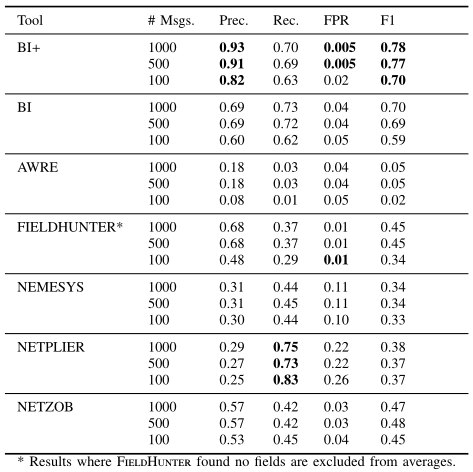 Tool # Msgs. Prec. Rec. FPR F1
BI+ 1000 0.93 0.70 0.005 0.78
500 0.91 0.69 0.005 0.77
100 0.82 0.63 0.02 0.70
BI 1000 0.69 0.73 0.04 0.70
500 0.69 0.72 0.04 0.69
100 0.60 0.62 0.05 0.59
AWRE 1000 0.18 0.03 0.04 0.05
500 0.18 0.03 0.04 0.05
100 0.08 0.01 0.05 0.02
FIELDHUNTER* 1000 0.68 0.37 0.01 0.45
500 0.68 0.37 0.01 0.45
100 0.48 0.29 0.01 0.34
NEMESYS 1000 0.31 0.44 0.11 0.34
500 0.31 0.45 0.11 0.34
100 0.30 0.44 0.10 0.33
NETPLIER 1000 0.29 0.75 0.22 0.38
500 0.27 0.73 0.22 0.37
100 0.25 0.83 0.26 0.37
NETZOB 1000 0.57 0.42 0.03 0.47
500 0.57 0.42 0.03 0.48
100 0.53 0.45 0.04 0.45
* Results where FIELDHUNTER found no fields are excluded from averages.